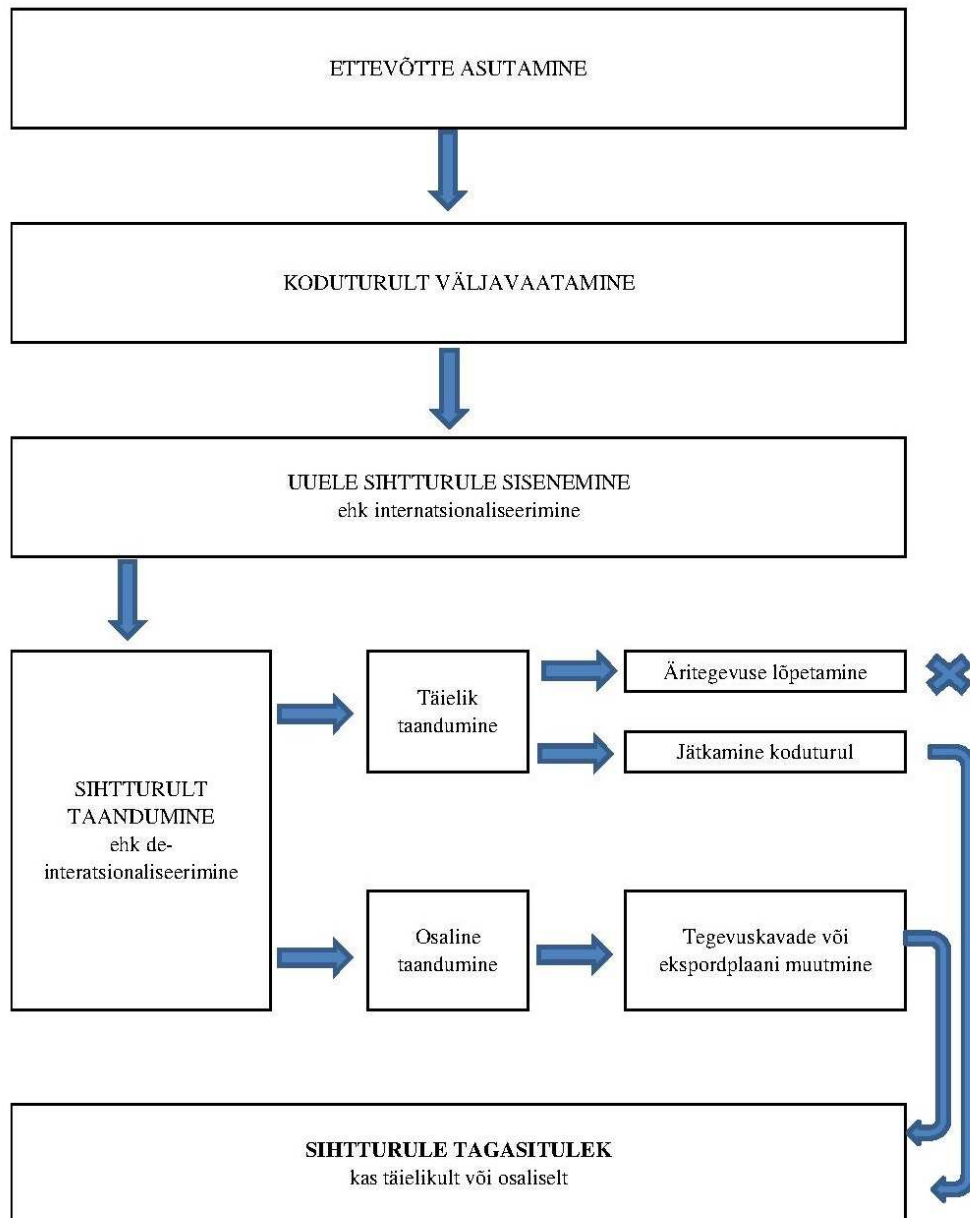 ETTEVÕTTE ASUTAMINE
KODUTURULT VÄLJAVAATAMINE
UUELE SIHTTURULE SISENEMINE
ehk internatsionaliseerimine
SIHTTURULT
TAANDUMINE
ehk de-
interatsionaliseerimine
Täielik
taandumine
Äritegevuse lõpetamine
Jätkamine koduturul
Osaline
taandumine
Tegevuskavade või
ekspordplaani muutmine
SIHTTURULE TAGASITULEK
kas täielikult või osaliselt